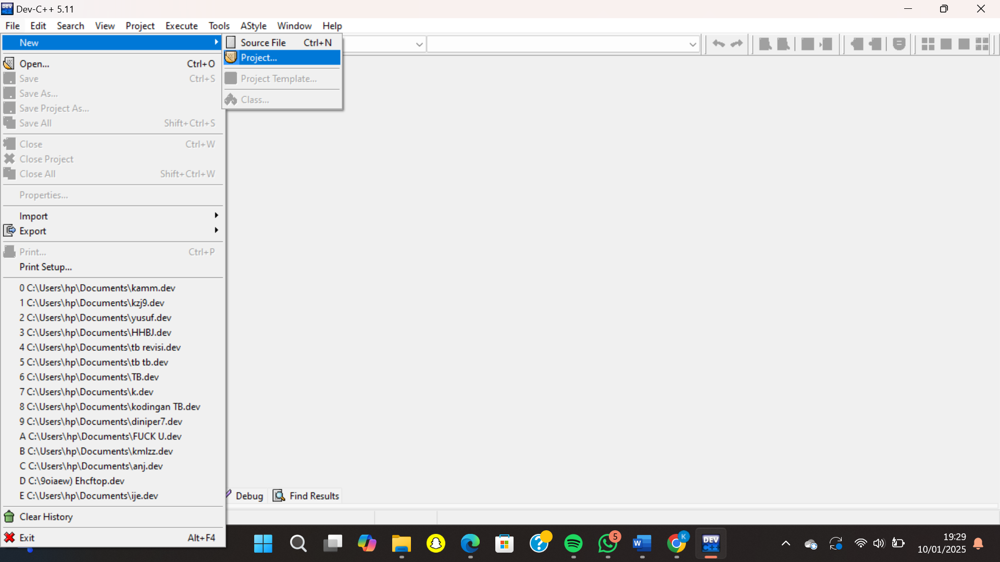 Dev-C++ 5.11
File Edit Search View Project Execute Tools AStyle Window Help
New
Source File Ctrl+N
Project...
Project Template...
Class...
Open... Ctrl+O
Save Ctrl+S
Save As...
Save Project As...
Save All Shift+Ctrl+S
Close Ctrl+W
Close Project
Close All Shift+Ctrl+W
Properties...
Import
Export
Print... Ctrl+P
Print Setup...
0 C:\Users\hp\Documents\kamm.dev
1 C:\Users\hp\Documents\kzj9.dev
2 C:\Users\hp\Documents\yusuf.dev
3 C:\Users\hp\Documents\HHBJ.dev
4 C:\Users\hp\Documents\tb revisi.dev
5 C:\Users\hp\Documents\tb tb.dev
6 C:\Users\hp\Documents\TB.dev
7 C:\Users\hp\Documents\k.dev
8 C:\Users\hp\Documents\kodingan TB.dev
9 C:\Users\hp\Documents\diniper7.dev
A C:\Users\hp\Documents\FUCK U.dev
B C:\Users\hp\Documents\kmlzz.dev
C C:\Users\hp\Documents\anj.dev
D C:\9oiaew) Ehcftop.dev
E C:\Users\hp\Documents\ije.dev
Debug Find Results
Clear History
Exit Alt+F4
5
W
K
DEV C++
19:29
10/01/2025